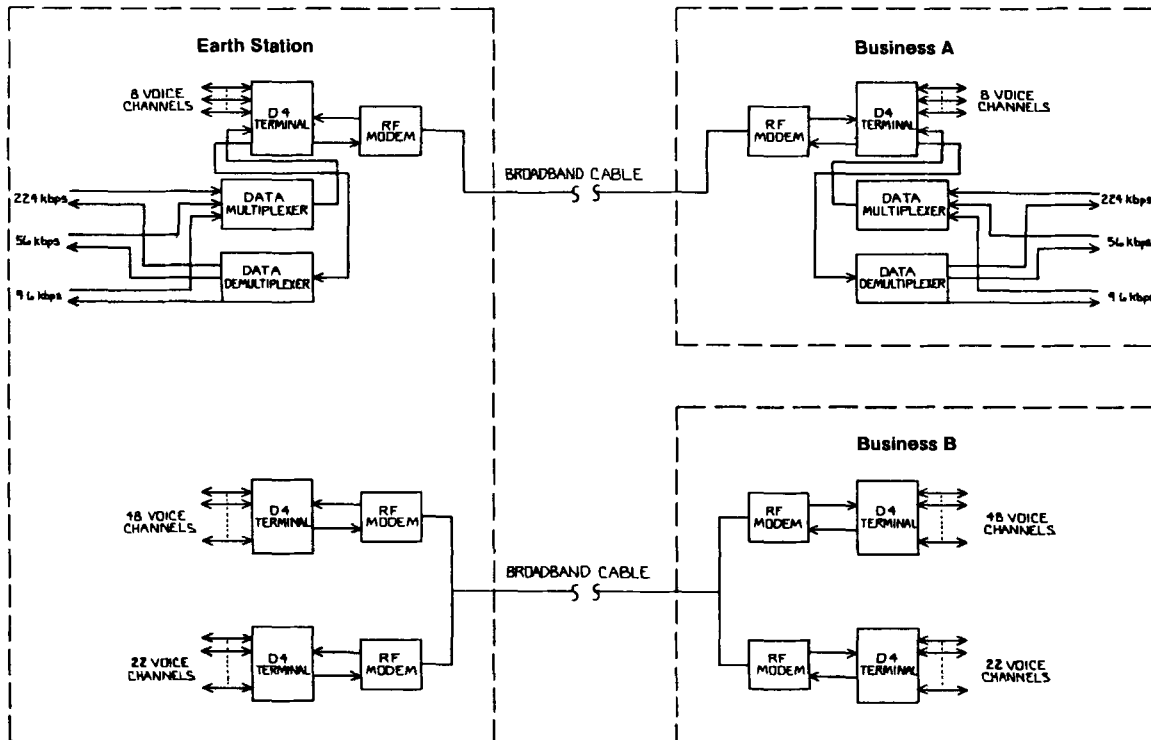 Earth Station
8 VOICE
CHANNELS
D4
TERMINAL
RF
MODEM
224 kbps
56 kbps
9.6 kbps
DATA
MULTIPLEXER
DATA
DEMULTIPLEXER
BROADBAND CABLE
Business A
RF
MODEM
D4
TERMINAL
8 VOICE
CHANNELS
DATA
MULTIPLEXER
DATA
DEMULTIPLEXER
224 kbps
56 kbps
9.6 kbps
48 VOICE
CHANNELS
D4
TERMINAL
RF
MODEM
22 VOICE
CHANNELS
D4
TERMINAL
RF
MODEM
BROADBAND CABLE
Business B
RF
MODEM
D4
TERMINAL
48 VOICE
CHANNELS
RF
MODEM
D4
TERMINAL
22 VOICE
CHANNELS